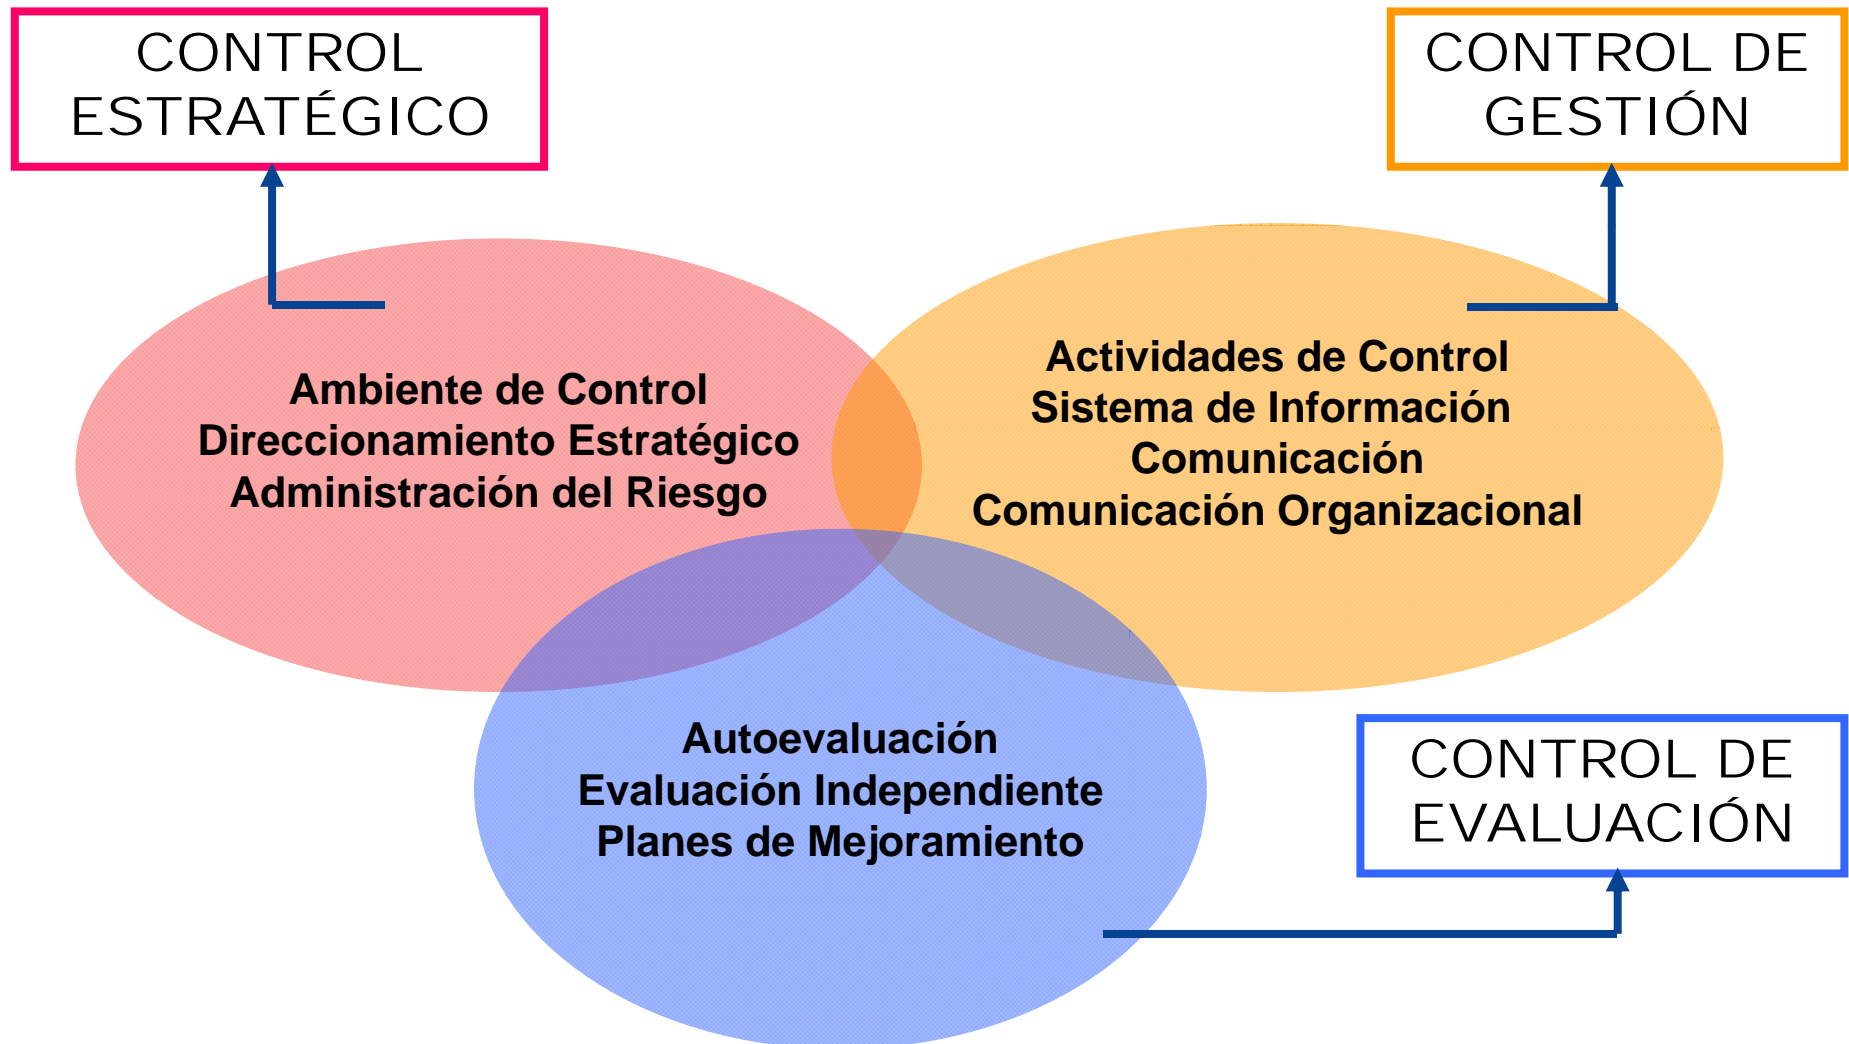 CONTROL
ESTRATÉGICO
CONTROL DE
GESTIÓN
Ambiente de Control
Direccionamiento Estratégico
Administración del Riesgo
Actividades de Control
Sistema de Información
Comunicación
Comunicación Organizacional
Autoevaluación
Evaluación Independiente
Planes de Mejoramiento
CONTROL DE
EVALUACIÓN